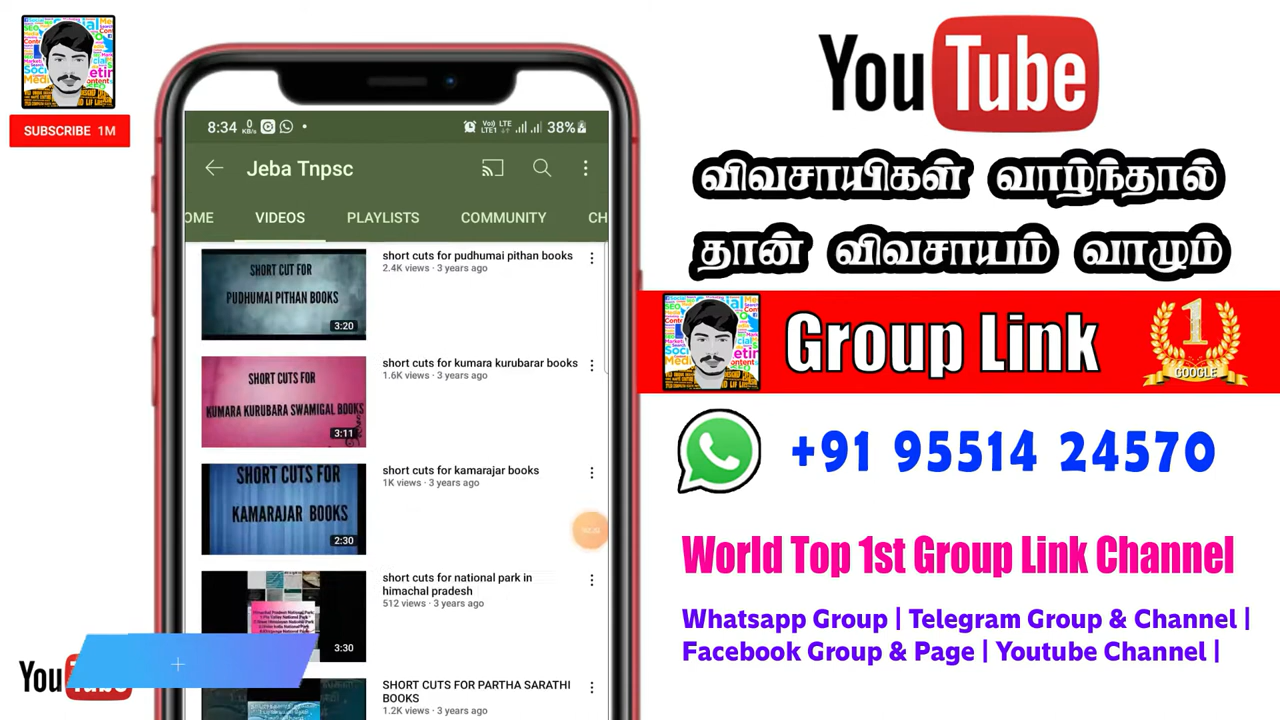 SUBSCRIBE 1M
8:34
0
KB/s
Vo))
LTE
LTE1
38%
Jeba Tnpsc
OME
VIDEOS
PLAYLISTS
COMMUNITY
CH
SHORT CUT FOR
PUDHUMAI PITHAN BOOKS
3:20
short cuts for pudhumai pithan books
2.4K views · 3 years ago
SHORT CUTS FOR
KUMARA KURUBARA SWAMIGAL BOOKS
3:11
short cuts for kumara kurubarar books
1.6K views · 3 years ago
SHORT CUTS FOR
KAMARAJAR BOOKS
2:30
short cuts for kamarajar books
1K views · 3 years ago
3:30
short cuts for national park in
himachal pradesh
512 views · 3 years ago
SHORT CUTS FOR PARTHA SARATHI
BOOKS
1.2K views · 3 years ago
You
YouTube
விவசாயிகள் வாழ்ந்தால்
தான் விவசாயம் வாழும்
Group Link
1
GOOGLE
+91 95514 24570
World Top 1st Group Link Channel
Whatsapp Group | Telegram Group & Channel |
Facebook Group & Page | Youtube Channel |